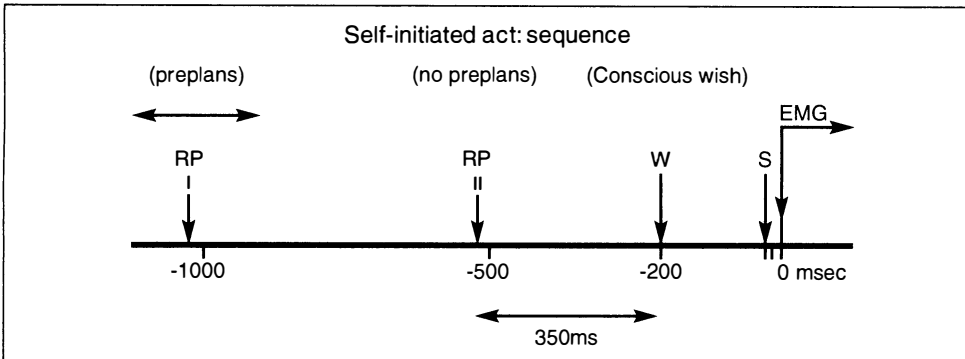 Self-initiated act: sequence
(preplans) (no preplans) (Conscious wish)
EMG
RP RP W S
I II
-1000 -500 -200 0 msec
350ms